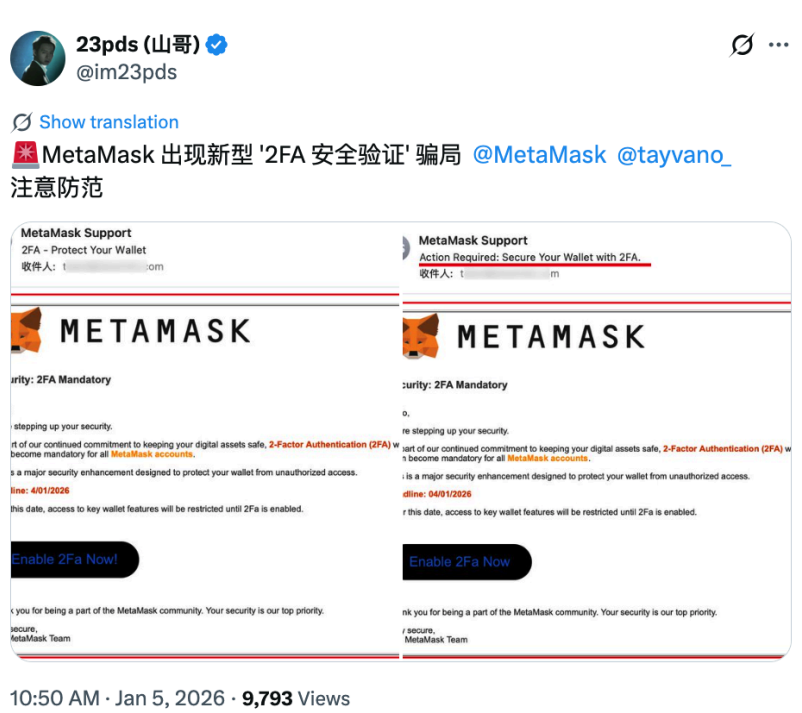 23pds (山哥)
@im23pds
Show translation
🚨MetaMask 出现新型 '2FA 安全验证' 骗局 @MetaMask @tayvano_
注意防范
MetaMask Support
2FA - Protect Your Wallet
收件人: t com
METAMASK
urity: 2FA Mandatory
stepping up your security.
rt of our continued commitment to keeping your digital assets safe, 2-Factor Authentication (2FA) w
become mandatory for all MetaMask accounts.
s a major security enhancement designed to protect your wallet from unauthorized access.
line: 4/01/2026
this date, access to key wallet features will be restricted until 2Fa is enabled.
Enable 2Fa Now!
k you for being a part of the MetaMask community. Your security is our top priority.
secure,
MetaMask Team
MetaMask Support
Action Required: Secure Your Wallet with 2FA.
收件人: t m
METAMASK
curity: 2FA Mandatory
o,
re stepping up your security.
part of our continued commitment to keeping your digital assets safe, 2-Factor Authentication (2FA) w
n become mandatory for all MetaMask accounts.
is a major security enhancement designed to protect your wallet from unauthorized access.
dline: 04/01/2026
r this date, access to key wallet features will be restricted until 2Fa is enabled.
Enable 2Fa Now
nk you for being a part of the MetaMask community. Your security is our top priority.
y secure,
MetaMask Team
10:50 AM · Jan 5, 2026 · 9,793 Views